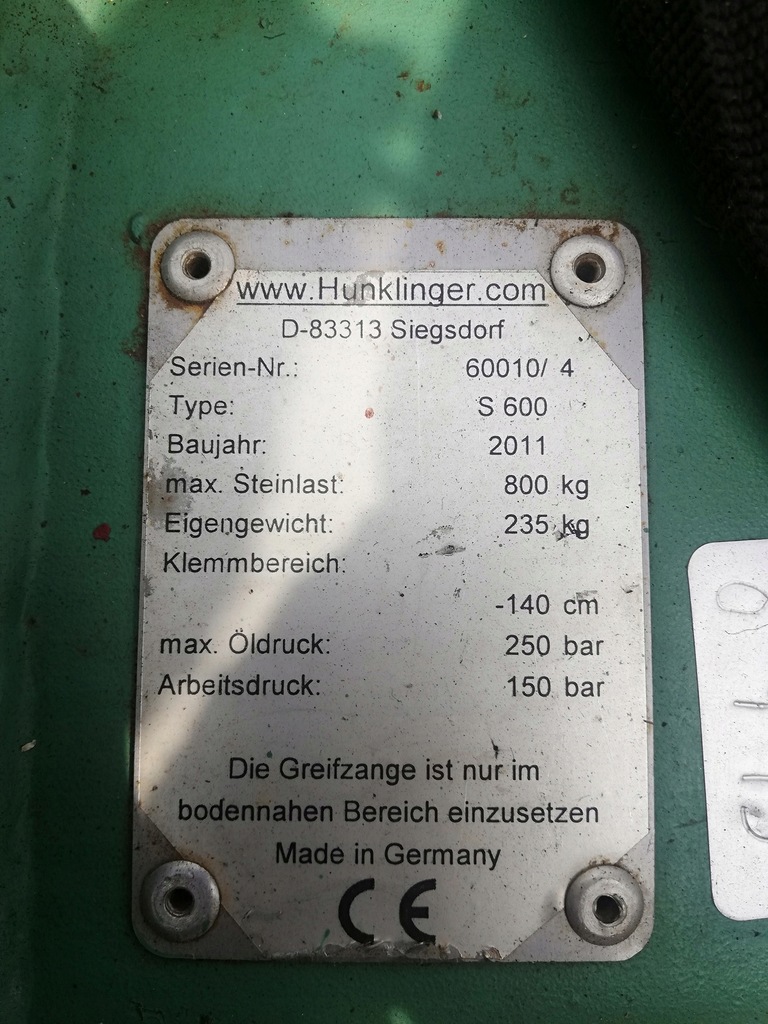 www.Hunklinger.com
D-83313 Siegsdorf
Serien-Nr.: 60010/ 4
Type: S 600
Baujahr: 2011
max. Steinlast: 800 kg
Eigengewicht: 235 kg
Klemmbereich:
-140 cm
max. Öldruck: 250 bar
Arbeitsdruck: 150 bar
Die Greifzange ist nur im
bodennahen Bereich einzusetzen
Made in Germany
CE